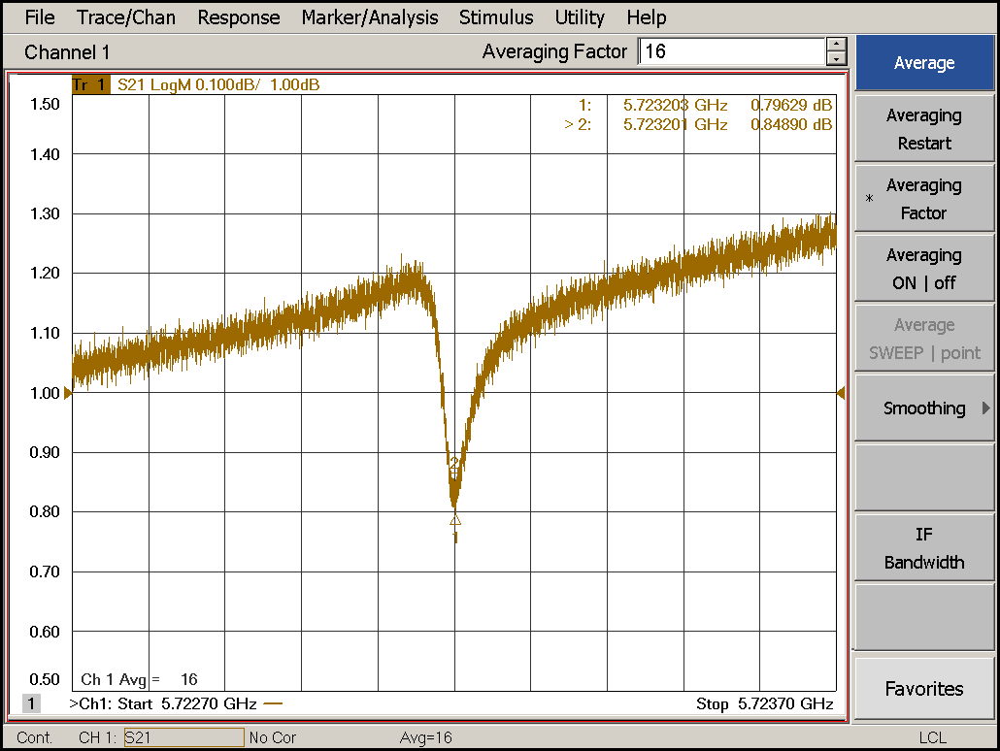 File Trace/Chan Response Marker/Analysis Stimulus Utility Help
Channel 1 Averaging Factor 16
Tr 1 S21 LogM 0.100dB/ 1.00dB
1: 5.723203 GHz 0.79629 dB
> 2: 5.723201 GHz 0.84890 dB
1.50
1.40
1.30
1.20
1.10
1.00
0.90
0.80
0.70
0.60
0.50
2
1
Ch 1 Avg = 16
1 >Ch1: Start 5.72270 GHz Stop 5.72370 GHz
Cont. CH 1: S21 No Cor Avg=16 LCL
Average
Averaging
Restart
* Averaging
Factor
Averaging
ON | off
Average
SWEEP | point
Smoothing
IF
Bandwidth
Favorites